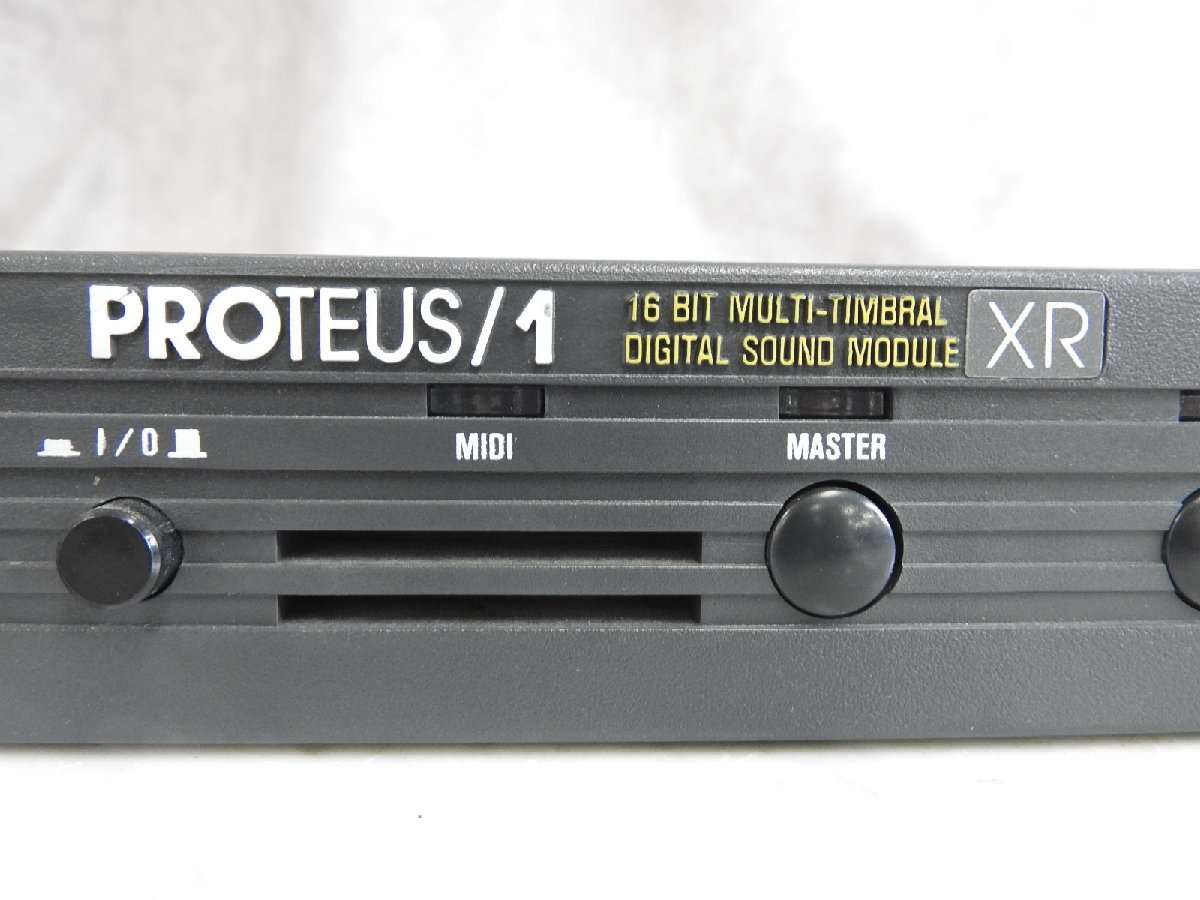 PROTEUS/1
16 BIT MULTI-TIMBRAL
DIGITAL SOUND MODULE
XR
I/O
MIDI
MASTER